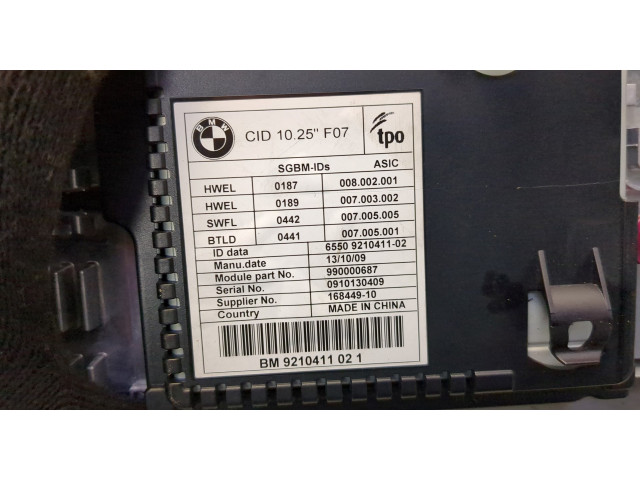 BMW
CID 10.25" F07
tpo
SGBM-IDs ASIC
HWEL 0187 008.002.001
HWEL 0189 007.003.002
SWFL 0442 007.005.005
BTLD 0441 007.005.001
ID data 6550 9210411-02
Manu.date 13/10/09
Module part No. 990000687
Serial No. 0910130409
Supplier No. 168449-10
Country MADE IN CHINA
BM 9210411 02 1